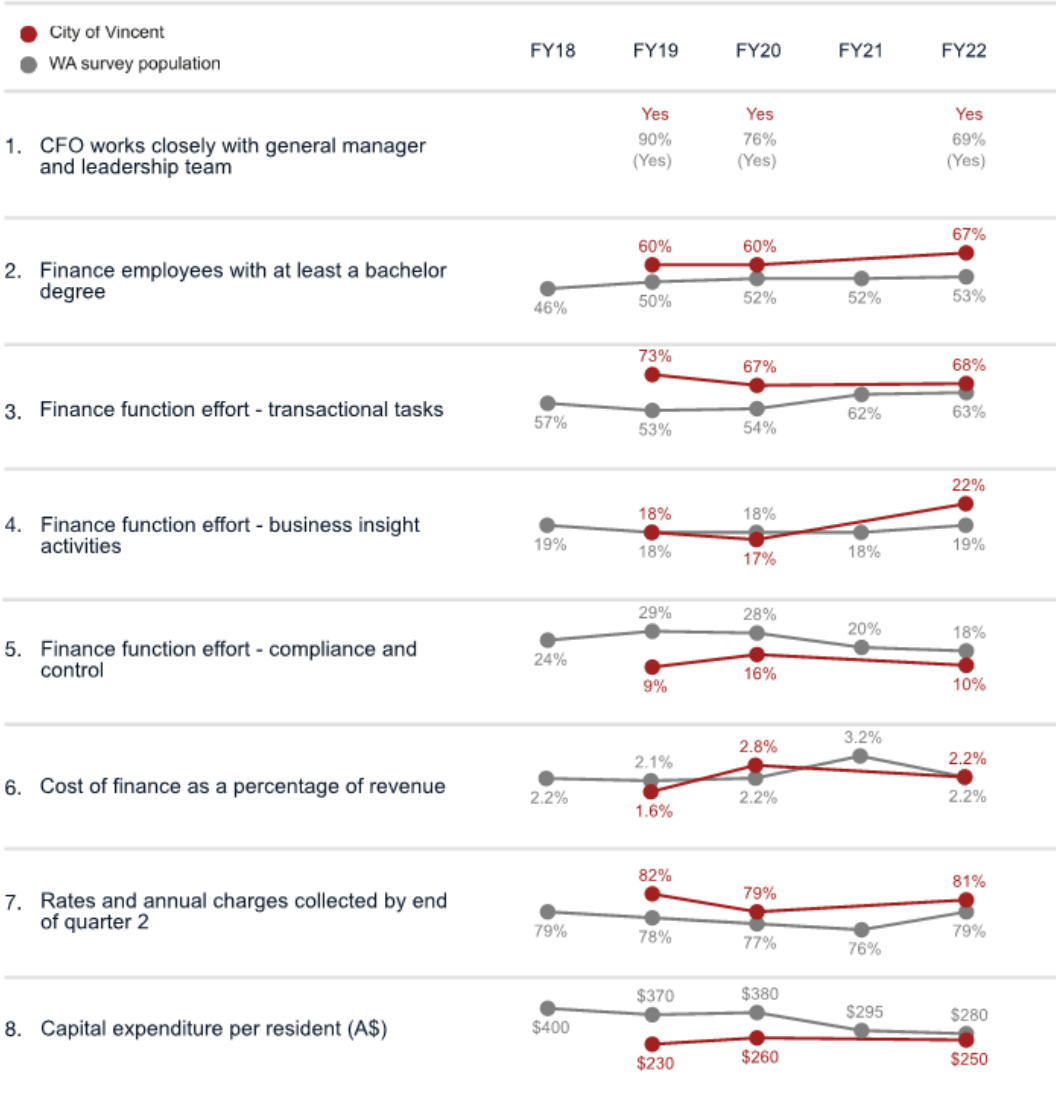 City of Vincent
WA survey population
FY18 FY19 FY20 FY21 FY22
Yes Yes Yes
90% 76% 69%
(Yes) (Yes) (Yes)
1. CFO works closely with general manager
and leadership team
67%
60% 60%
2. Finance employees with at least a bachelor
degree
46% 50% 52% 52% 53%
73% 67% 68%
3. Finance function effort - transactional tasks
57% 53% 54% 62% 63%
22%
18% 18%
4. Finance function effort - business insight
activities
19% 18% 17% 18% 19%
29% 28% 20% 18%
5. Finance function effort - compliance and
control
24% 9% 16% 10%
2.1% 2.8% 3.2% 2.2%
6. Cost of finance as a percentage of revenue
2.2% 1.6% 2.2% 2.2%
82% 79% 81%
7. Rates and annual charges collected by end
of quarter 2
79% 78% 77% 76% 79%
$370 $380 $295 $280
8. Capital expenditure per resident (A$)
$400 $230 $260 $250